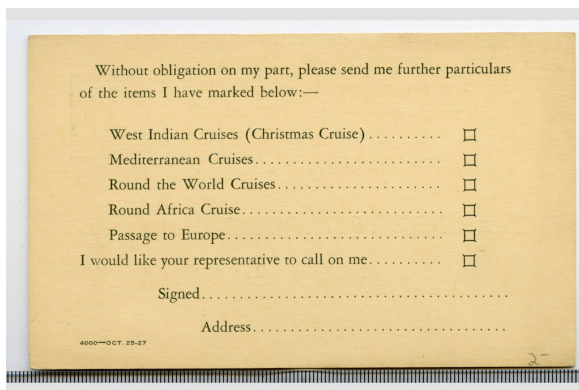 Without obligation on my part, please send me further particulars
of the items I have marked below:—
West Indian Cruises (Christmas Cruise) ..........
Mediterranean Cruises..........................
Round the World Cruises.......................
Round Africa Cruise............................
Passage to Europe..............................
I would like your representative to call on me..........
Signed.......................................
Address................................
4000—OCT. 25-27
2-